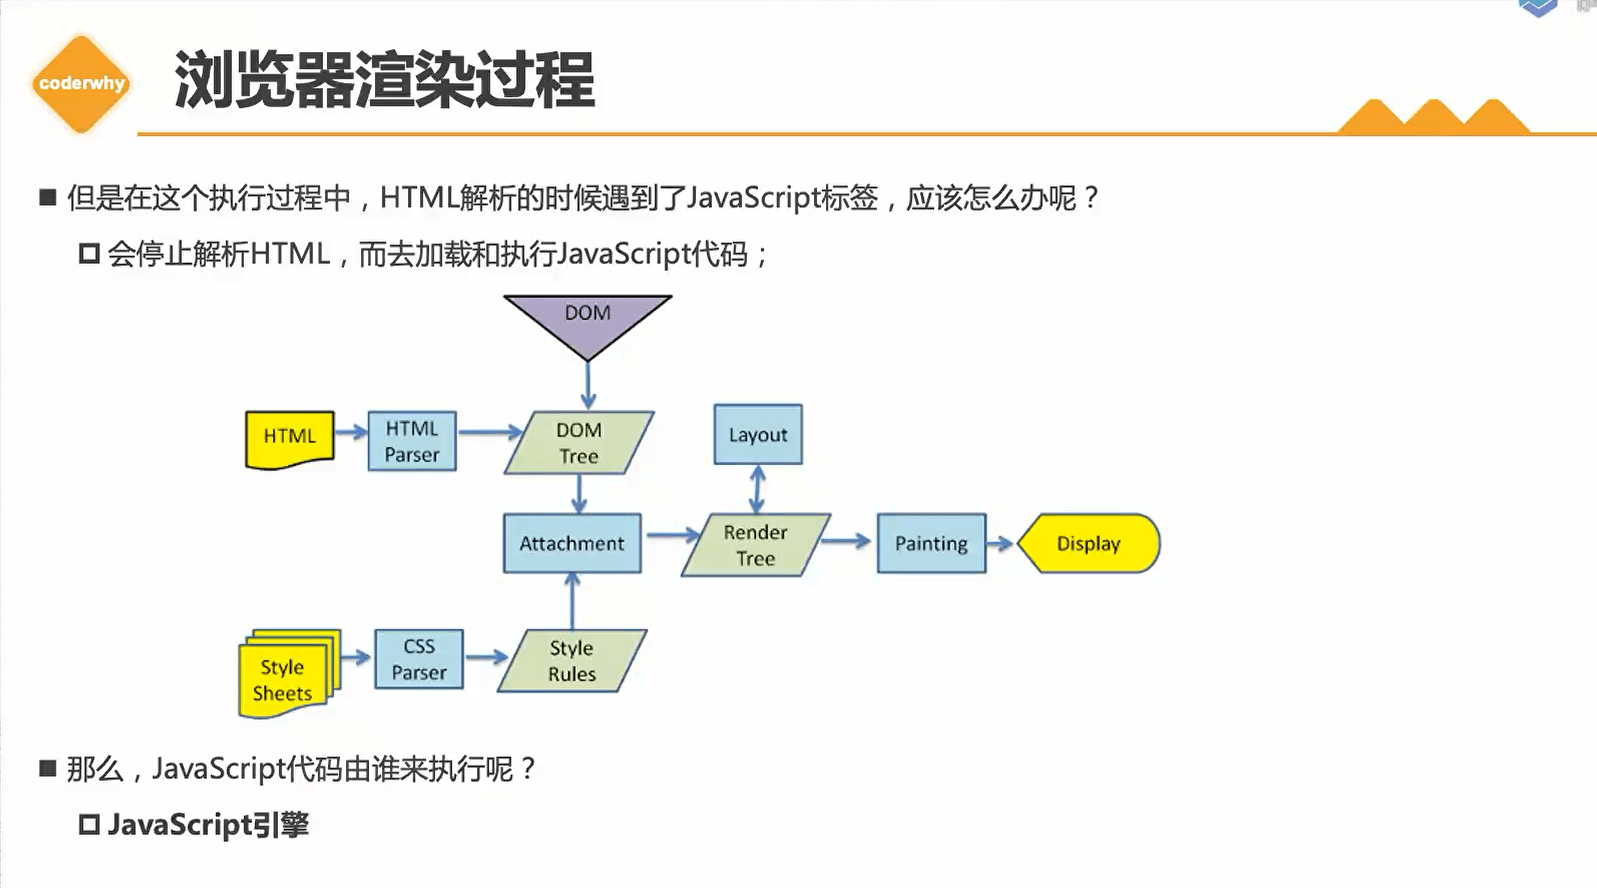 coderwhy
浏览器渲染过程
但是在这个执行过程中，HTML解析的时候遇到了JavaScript标签，应该怎么办呢？
会停止解析HTML，而去加载和执行JavaScript代码；
DOM
HTML
HTML
Parser
DOM
Tree
Layout
Attachment
Render
Tree
Painting
Display
Style
Sheets
CSS
Parser
Style
Rules
那么，JavaScript代码由谁来执行呢？
JavaScript引擎